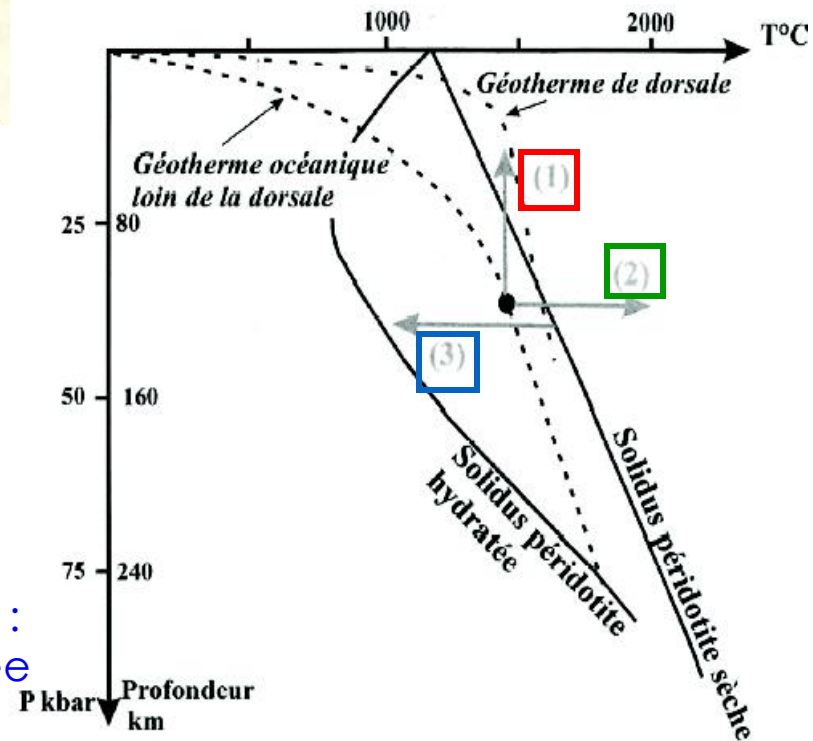 1000
2000
T°C
Géotherme de dorsale
Géotherme océanique
loin de la dorsale
(1)
25
80
(2)
(3)
50
160
Solidus péridotite
hydratée
Solidus péridotite sèche
75
240
:
P kbar
Profondeur
km